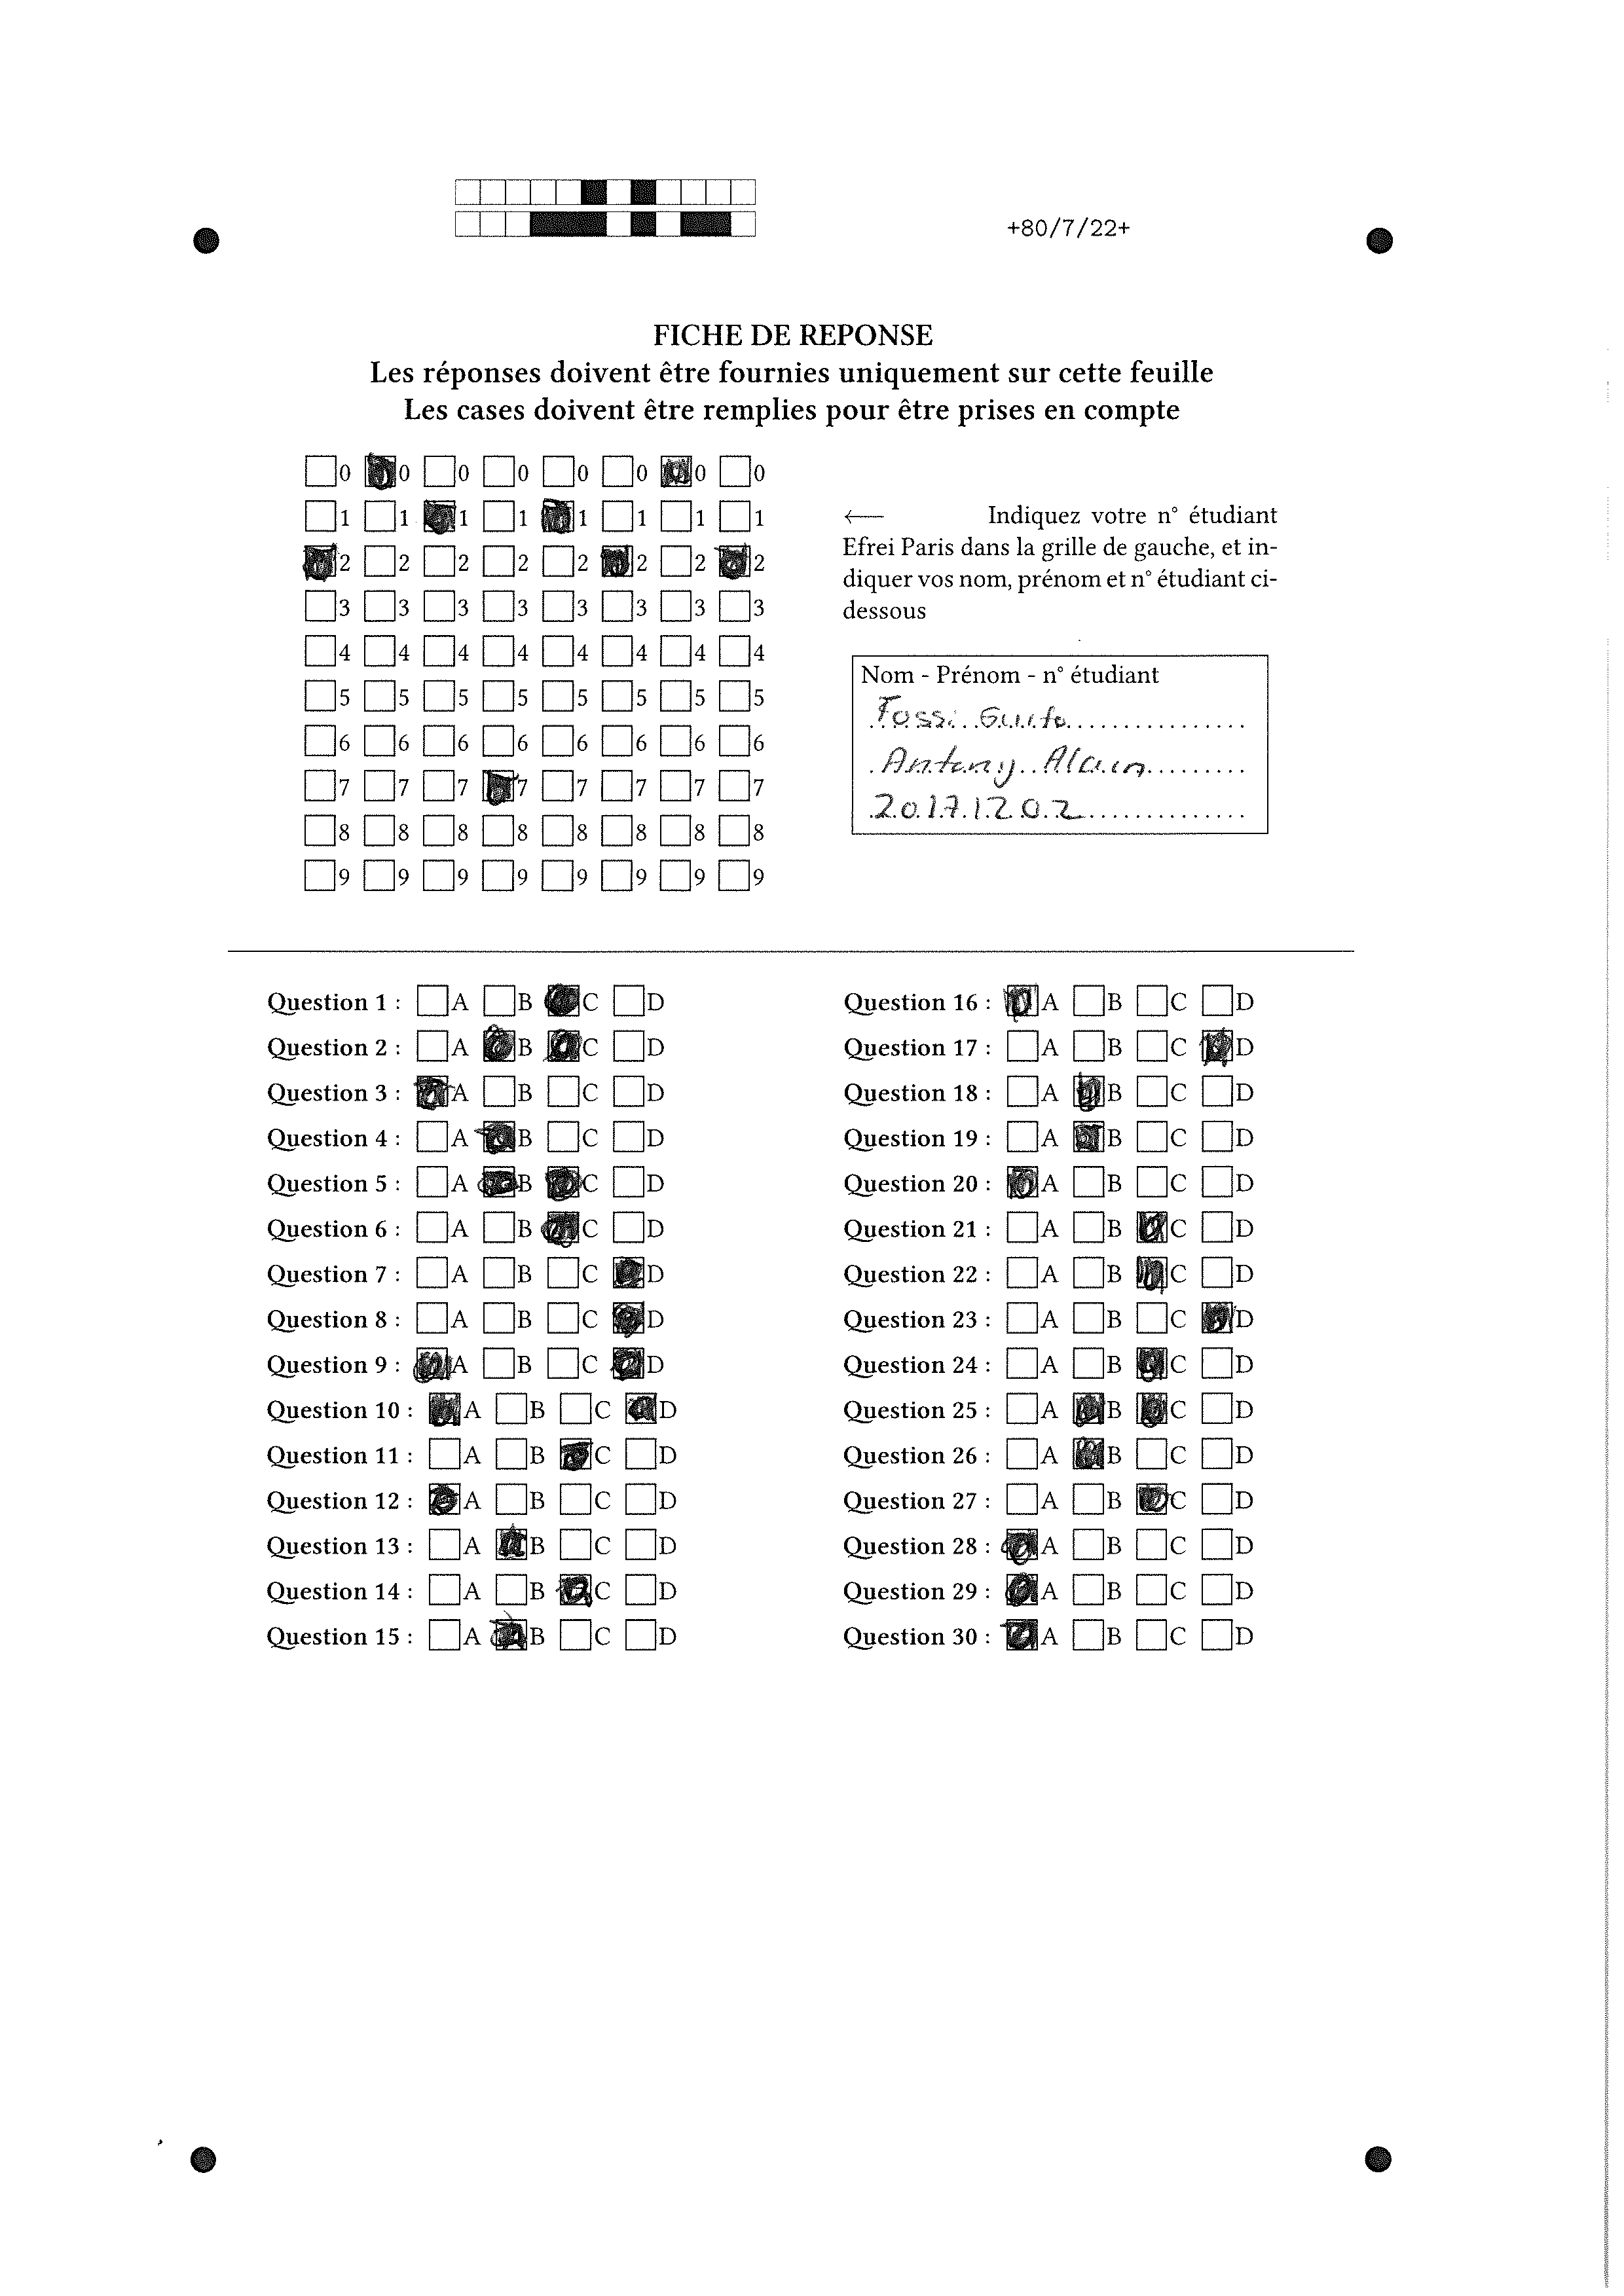 +80/7/22+
FICHE DE REPONSE
Les réponses doivent être fournies uniquement sur cette feuille
Les cases doivent être remplies pour être prises en compte
0 0 0 0 0 0 0 0
1 1 1 1 1 1 1 1
2 2 2 2 2 2 2 2
3 3 3 3 3 3 3 3
4 4 4 4 4 4 4 4
5 5 5 5 5 5 5 5
6 6 6 6 6 6 6 6
7 7 7 7 7 7 7 7
8 8 8 8 8 8 8 8
9 9 9 9 9 9 9 9
← Indiquez votre n° étudiant
Efrei Paris dans la grille de gauche, et in-
diquer vos nom, prénom et n° étudiant ci-
dessous
Nom - Prénom - n° étudiant
Fossi
Antony Alain
20171202
Question 1 : A B C D
Question 2 : A B C D
Question 3 : A B C D
Question 4 : A B C D
Question 5 : A B C D
Question 6 : A B C D
Question 7 : A B C D
Question 8 : A B C D
Question 9 : A B C D
Question 10 : A B C D
Question 11 : A B C D
Question 12 : A B C D
Question 13 : A B C D
Question 14 : A B C D
Question 15 : A B C D
Question 16 : A B C D
Question 17 : A B C D
Question 18 : A B C D
Question 19 : A B C D
Question 20 : A B C D
Question 21 : A B C D
Question 22 : A B C D
Question 23 : A B C D
Question 24 : A B C D
Question 25 : A B C D
Question 26 : A B C D
Question 27 : A B C D
Question 28 : A B C D
Question 29 : A B C D
Question 30 : A B C D